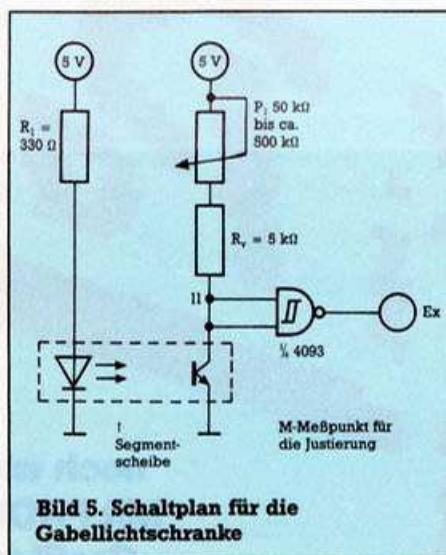 5 V
5 V
R₁ =
330 Ω
P, 50 kΩ
bis ca.
500 kΩ
Rᵥ = 5 kΩ
11
Ex
¼ 4093
↑
Segment-
scheibe
M-Meßpunkt für
die Justierung
Bild 5. Schaltplan für die
Gabellichtschranke